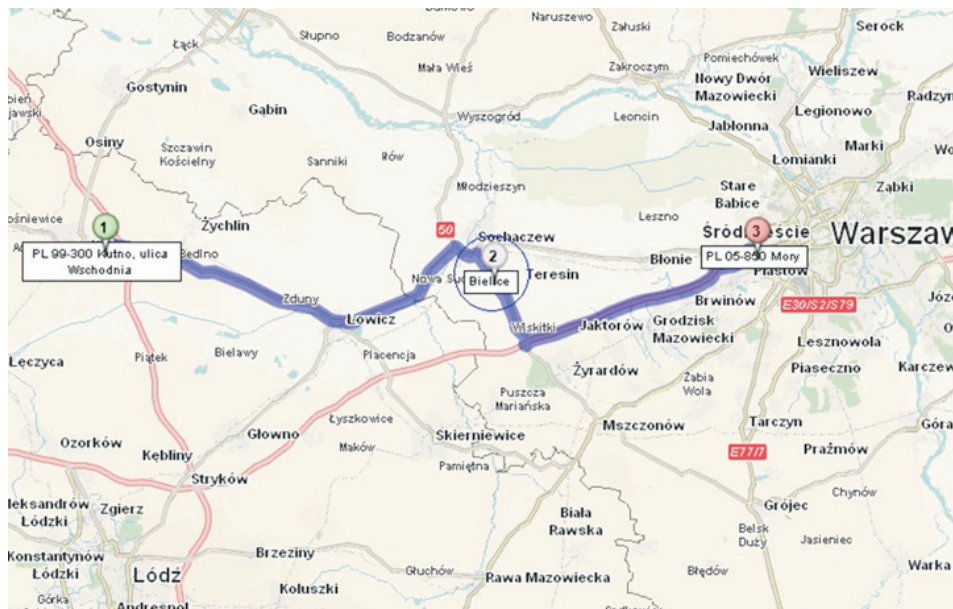 Łąck
Słupno
Bodzanów
Naruszewo
Załuski
Serock
Mała Wieś
Zakroczym
Pomiechówek
Wieliszew
Gostynin
Nowy Dwór
Mazowiecki
Radzyn
Gąbin
Wyszogród
Leoncin
Legionowo
Jabłonna
Osiny
Szczawin
Kościelny
Sanniki
Rów
Marki
Łomianki
Młodzieszyn
Stare
Babice
Ząbki
Żychlin
Leszno
1
50
Sochaczew
3
Warszaw
PL 99-300 Kutno, ulica
Wschodnia
Bedlno
2
Błonie
PL 05-850 Mory
Bielice
Teresin
Piastów
Zduny
Brwinów
E30/S2/S79
Łowicz
Wiskitki
Jaktorów
Grodzisk
Mazowiecki
Lesznowola
Łęczyca
Piątek
Bielawy
Placencja
Piaseczno
Żyrardów
Żabia
Wola
Puszcza
Mariańska
Łyszkowice
Tarczyn
Mszczonów
Głowno
Ozorków
Maków
Skierniewice
E77/7
Prażmów
Kębliny
Pamiętna
Stryków
Chynów
Grójec
Zgierz
Łódzki
Biała
Rawska
Belsk
Duży
Jasieniec
Konstantynów
Łódzki
Brzeziny
Łódź
Głuchów
Rawa Mazowiecka
Błędów
Warka
Koluszki
Górka
Andrespol